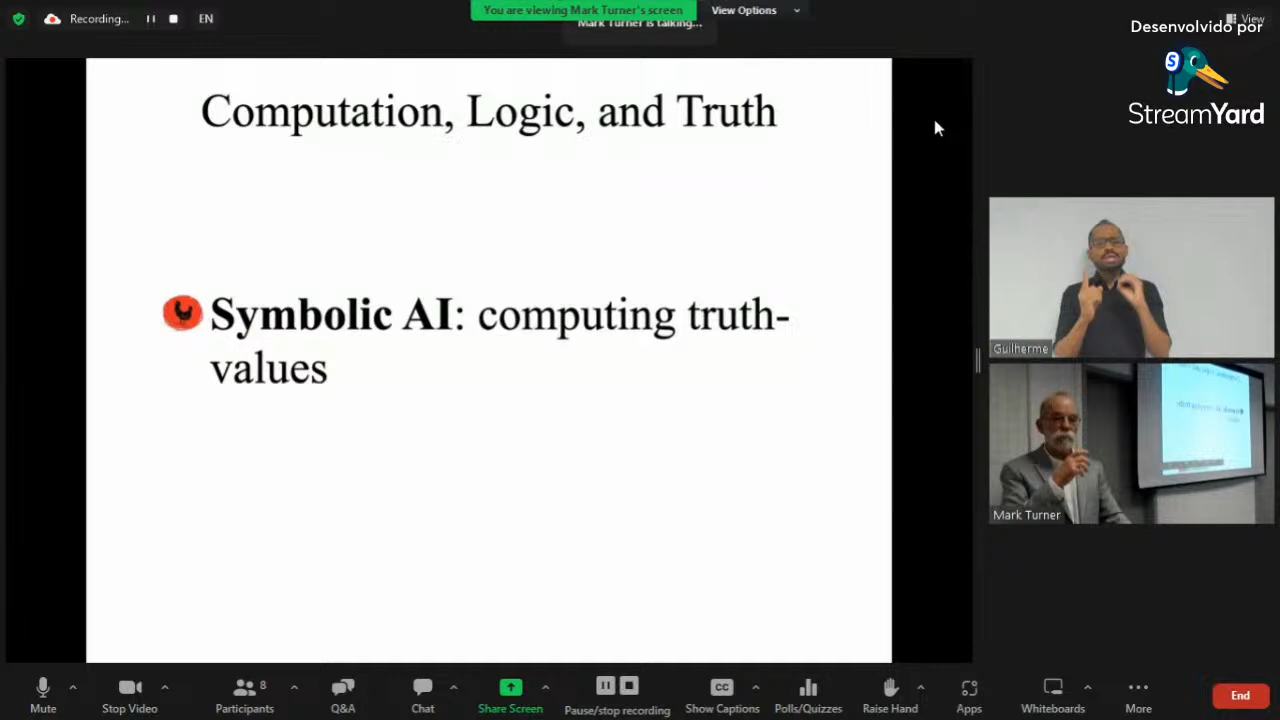 Recording...
EN
You are viewing Mark Turner's screen
View Options
Mark Turner is talking...
View
Desenvolvido por
S
StreamYard
Computation, Logic, and Truth
Symbolic AI: computing truth-
values
Guilherme
Mark Turner
Mute
Stop Video
8
Participants
Q&A
Chat
Share Screen
Pause/stop recording
CC
Show Captions
Polls/Quizzes
Raise Hand
Apps
Whiteboards
More
End